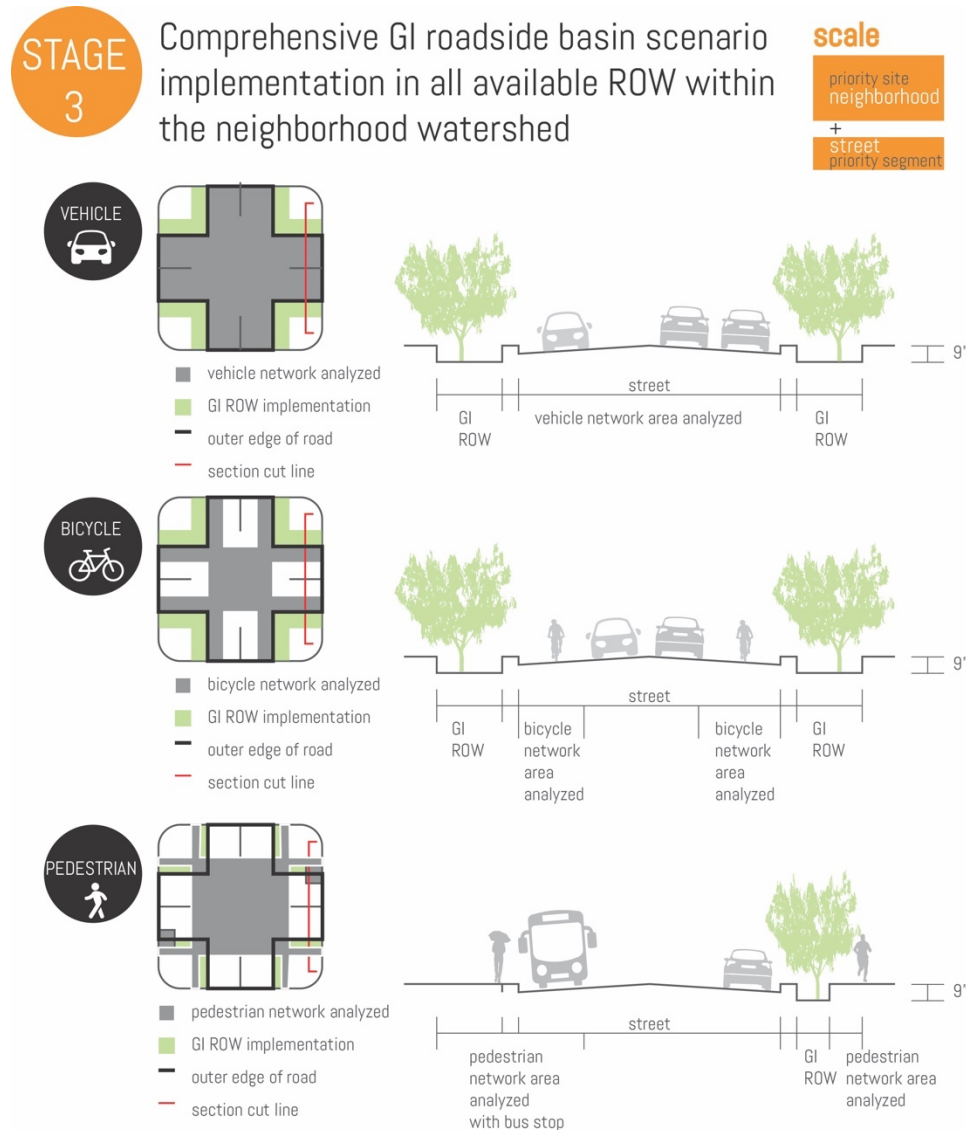 STAGE
3
Comprehensive GI roadside basin scenario
implementation in all available ROW within
the neighborhood watershed
scale
priority site
neighborhood
+
street
priority segment
VEHICLE
vehicle network analyzed
GI ROW implementation
outer edge of road
section cut line
9'
street
GI
ROW
vehicle network area analyzed
GI
ROW
BICYCLE
bicycle network analyzed
GI ROW implementation
outer edge of road
section cut line
9'
street
GI
ROW
bicycle
network
area
analyzed
bicycle
network
area
analyzed
GI
ROW
PEDESTRIAN
pedestrian network analyzed
GI ROW implementation
outer edge of road
section cut line
9'
street
pedestrian
network area
analyzed
with bus stop
GI
ROW
pedestrian
network area
analyzed